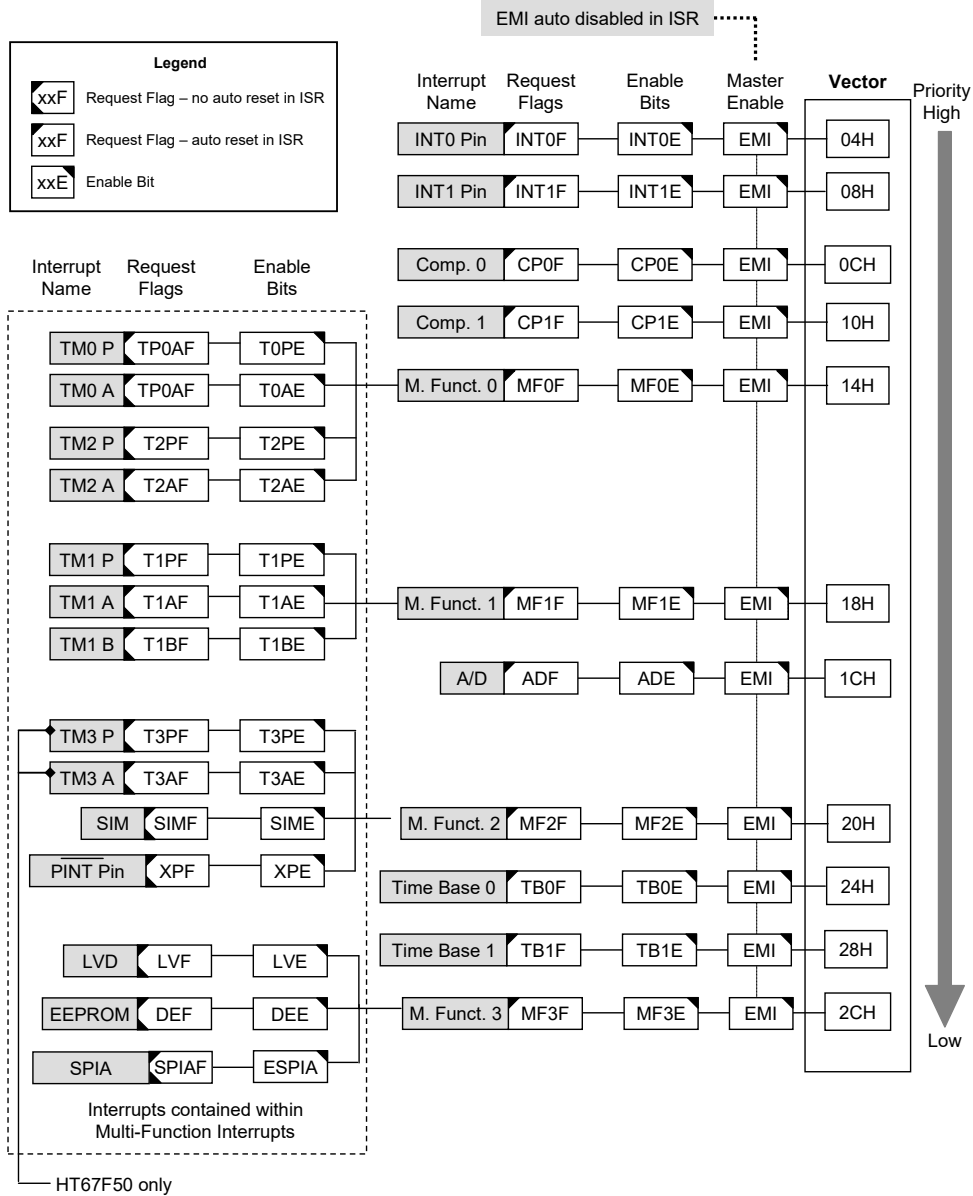 EMI auto disabled in ISR
Legend
xxF Request Flag – no auto reset in ISR
xxF Request Flag – auto reset in ISR
xxE Enable Bit
Interrupt Name Request Flags Enable Bits Master Enable Vector Priority High
INT0 Pin INT0F INT0E EMI 04H
INT1 Pin INT1F INT1E EMI 08H
Interrupt Name Request Flags Enable Bits
Comp. 0 CP0F CP0E EMI 0CH
Comp. 1 CP1F CP1E EMI 10H
TM0 P TP0AF T0PE
TM0 A TP0AF T0AE M. Funct. 0 MF0F MF0E EMI 14H
TM2 P T2PF T2PE
TM2 A T2AF T2AE
TM1 P T1PF T1PE
TM1 A T1AF T1AE M. Funct. 1 MF1F MF1E EMI 18H
TM1 B T1BF T1BE
A/D ADF ADE EMI 1CH
TM3 P T3PF T3PE
TM3 A T3AF T3AE
SIM SIMF SIME M. Funct. 2 MF2F MF2E EMI 20H
PINT Pin XPF XPE
Time Base 0 TB0F TB0E EMI 24H
Time Base 1 TB1F TB1E EMI 28H
LVD LVF LVE
EEPROM DEF DEE M. Funct. 3 MF3F MF3E EMI 2CH
Low
SPIA SPIAF ESPIA
Interrupts contained within
Multi-Function Interrupts
HT67F50 only